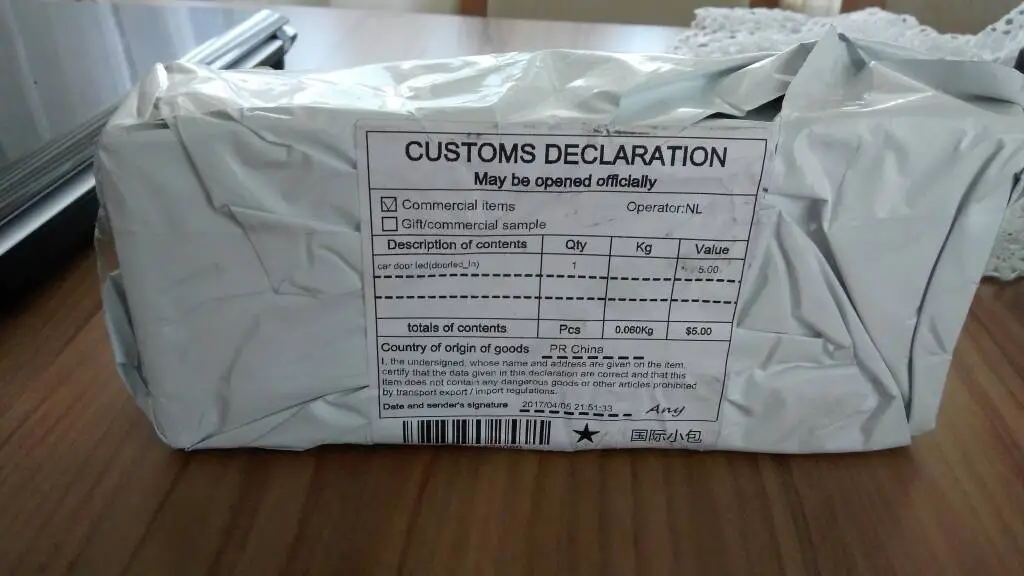 CUSTOMS DECLARATION
May be opened officially
☑ Commercial items Operator:NL
☐ Gift/commercial sample
Description of contents Qty Kg Value
car door led(doorled_ln) 1 5.00
totals of contents Pcs 0.060Kg $5.00
Country of origin of goods PR China
I, the undersigned, whose name and address are given on the item,
certify that the data given in this declaration are correct and that this
item does not contain any dangerous goods or other articles prohibited
by transport export / import regulations.
Date and sender's signature 2017/04/05 21:51:33 Any
★ 国际小包